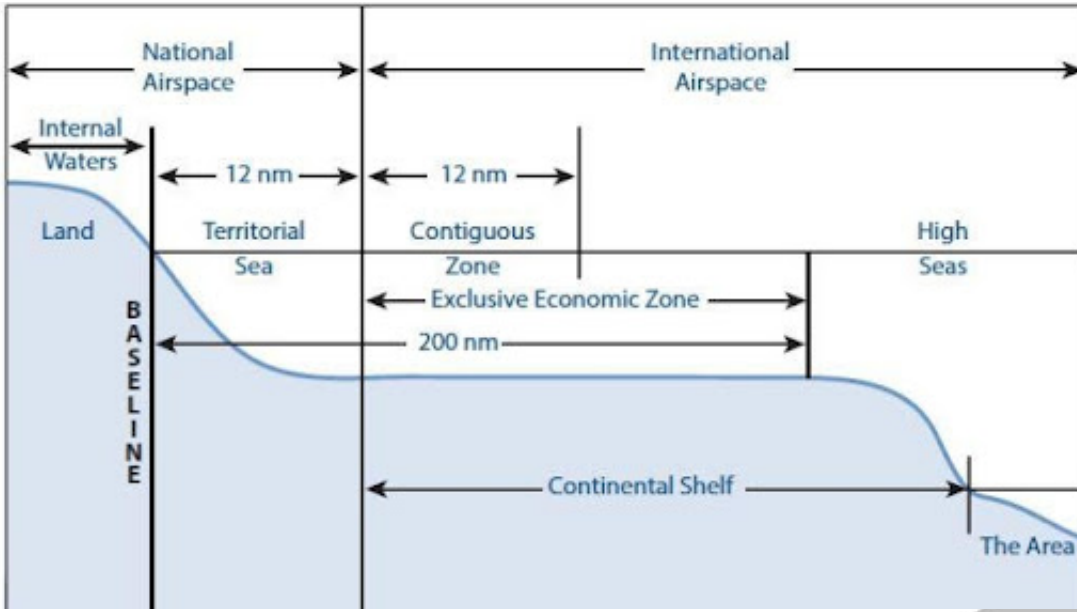 National
Airspace
International
Airspace
Internal
Waters
12 nm
12 nm
Land
Territorial
Sea
Contiguous
Zone
High
Seas
Exclusive Economic Zone
200 nm
BASELINE
Continental Shelf
The Area